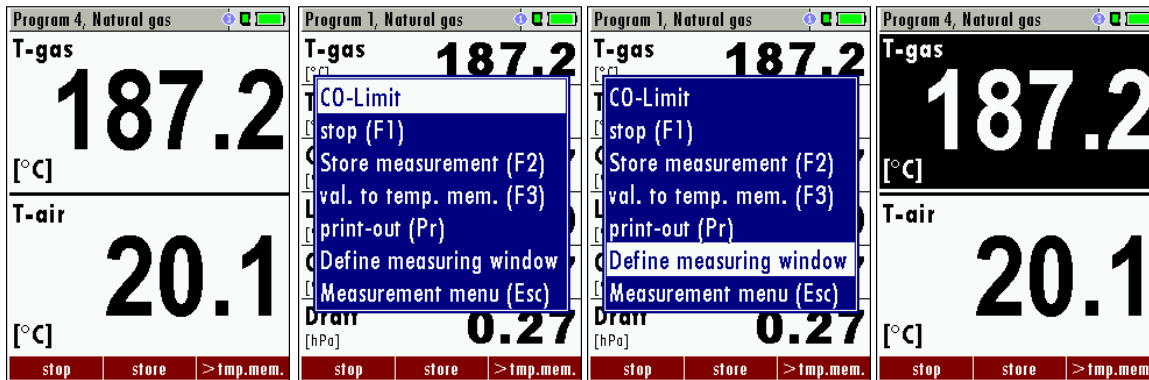 Program 4, Natural gas
T-gas
187.2
[°C]
T-air
20.1
[°C]
stop store >tmp.mem.
Program 1, Natural gas
T-gas
187.2
[°C]
CO-Limit
stop (F1)
Store measurement (F2)
val. to temp. mem. (F3)
print-out (Pr)
Define measuring window
Measurement menu (Esc)
Draft
0.27
[hPa]
stop store >tmp.mem.
Program 1, Natural gas
T-gas
187.2
[°C]
CO-Limit
stop (F1)
Store measurement (F2)
val. to temp. mem. (F3)
print-out (Pr)
Define measuring window
Measurement menu (Esc)
Draft
0.27
[hPa]
stop store >tmp.mem.
Program 4, Natural gas
T-gas
187.2
[°C]
T-air
20.1
[°C]
stop store >tmp.mem